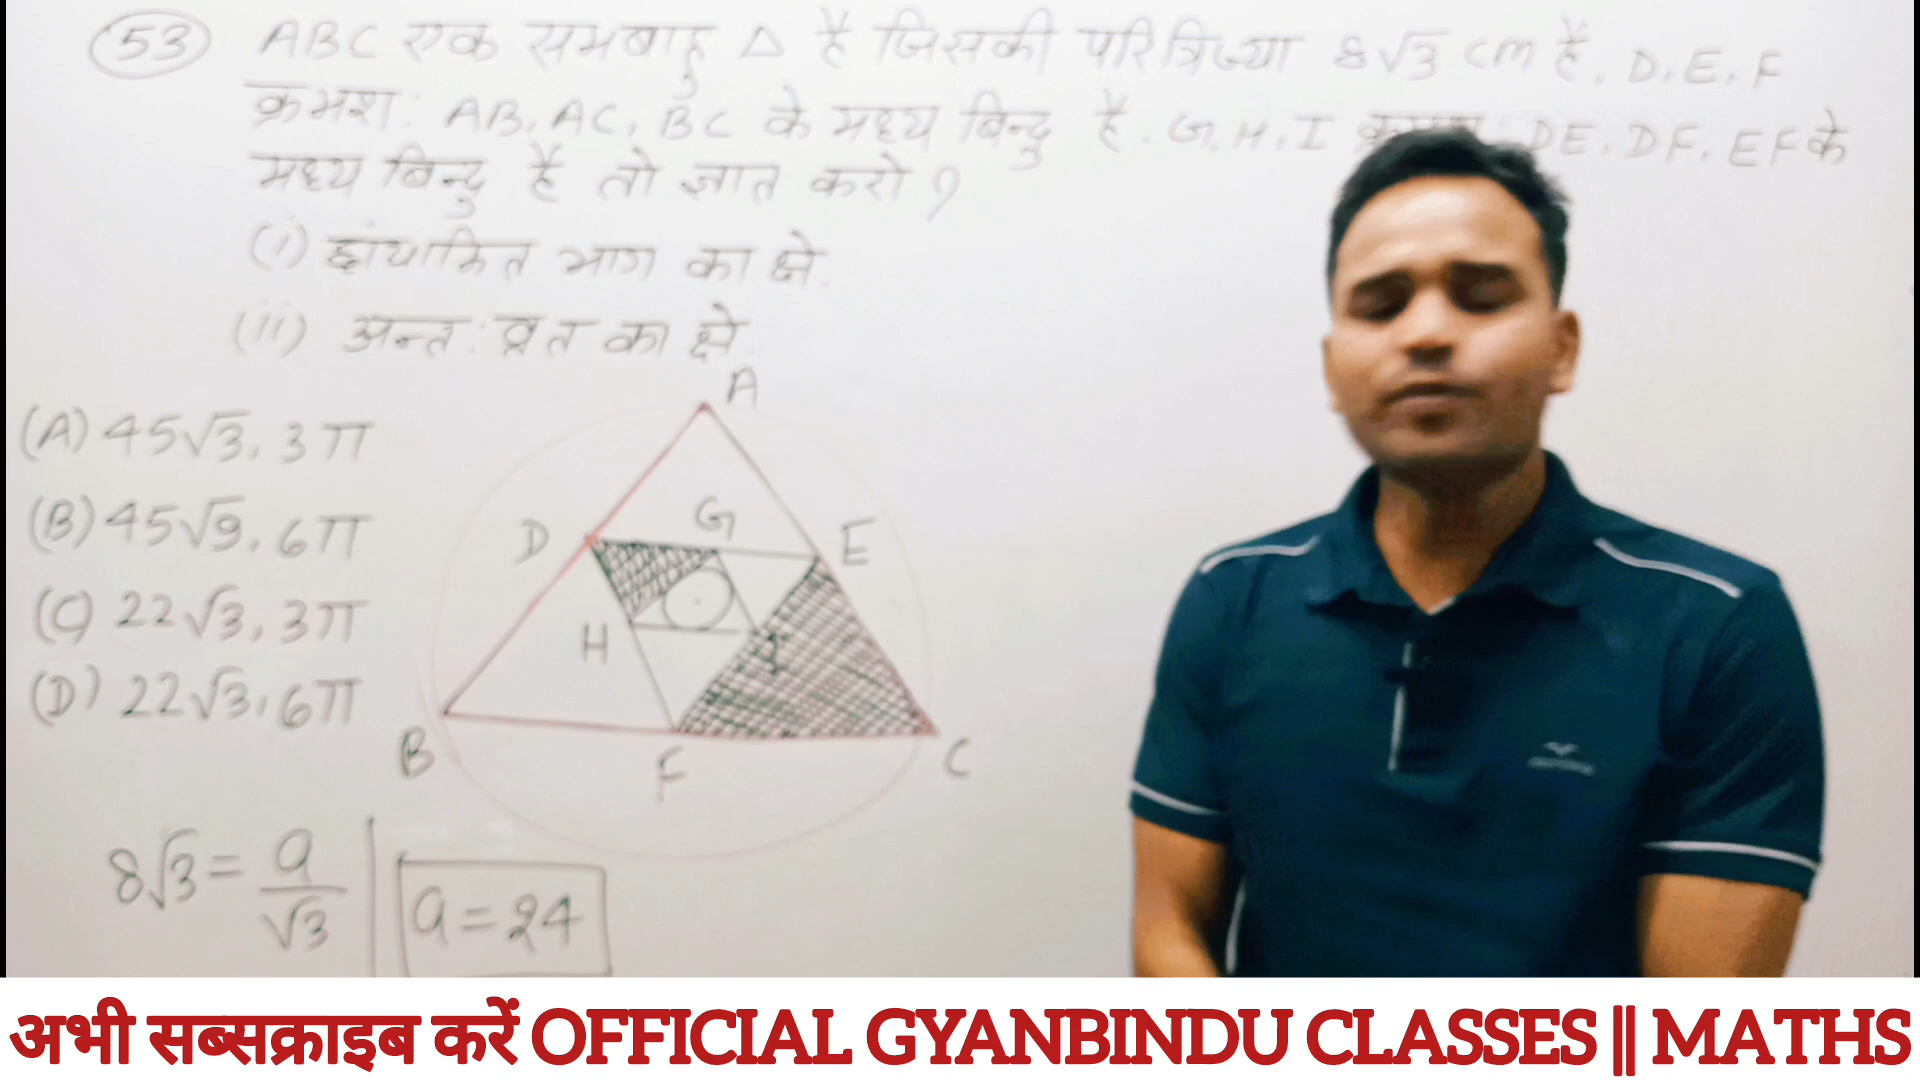 53 ABC एक समबाहु Δ है जिसकी परित्रिज्या 8√3 cm है, D, E, F
क्रमश: AB, AC, BC के मध्य बिन्दु है. G, H, I DE, DF, EF के
मध्य बिन्दु है तो ज्ञात करो ?
(i) छांयाकित भाग का क्षे.
(ii) अन्त: व्रत का क्षे.
(A) 45√3, 3π
(B) 45√9, 6π
(C) 22√3, 3π
(D) 22√3, 6π
A
D G E
H I
B F C
8√3 = a/√3 | a = 24
अभी सब्सक्राइब करें OFFICIAL GYANBINDU CLASSES || MATHS